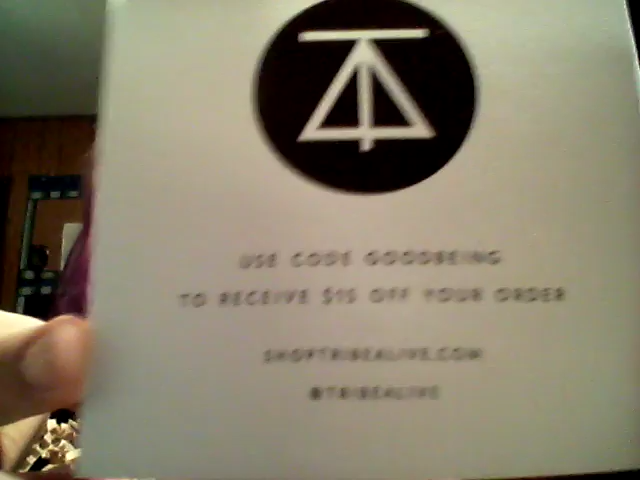 USE CODE GOODBEING
TO RECEIVE $15 OFF YOUR ORDER
SHOPTRIBEALIVE.COM
@TRIBEALIVE